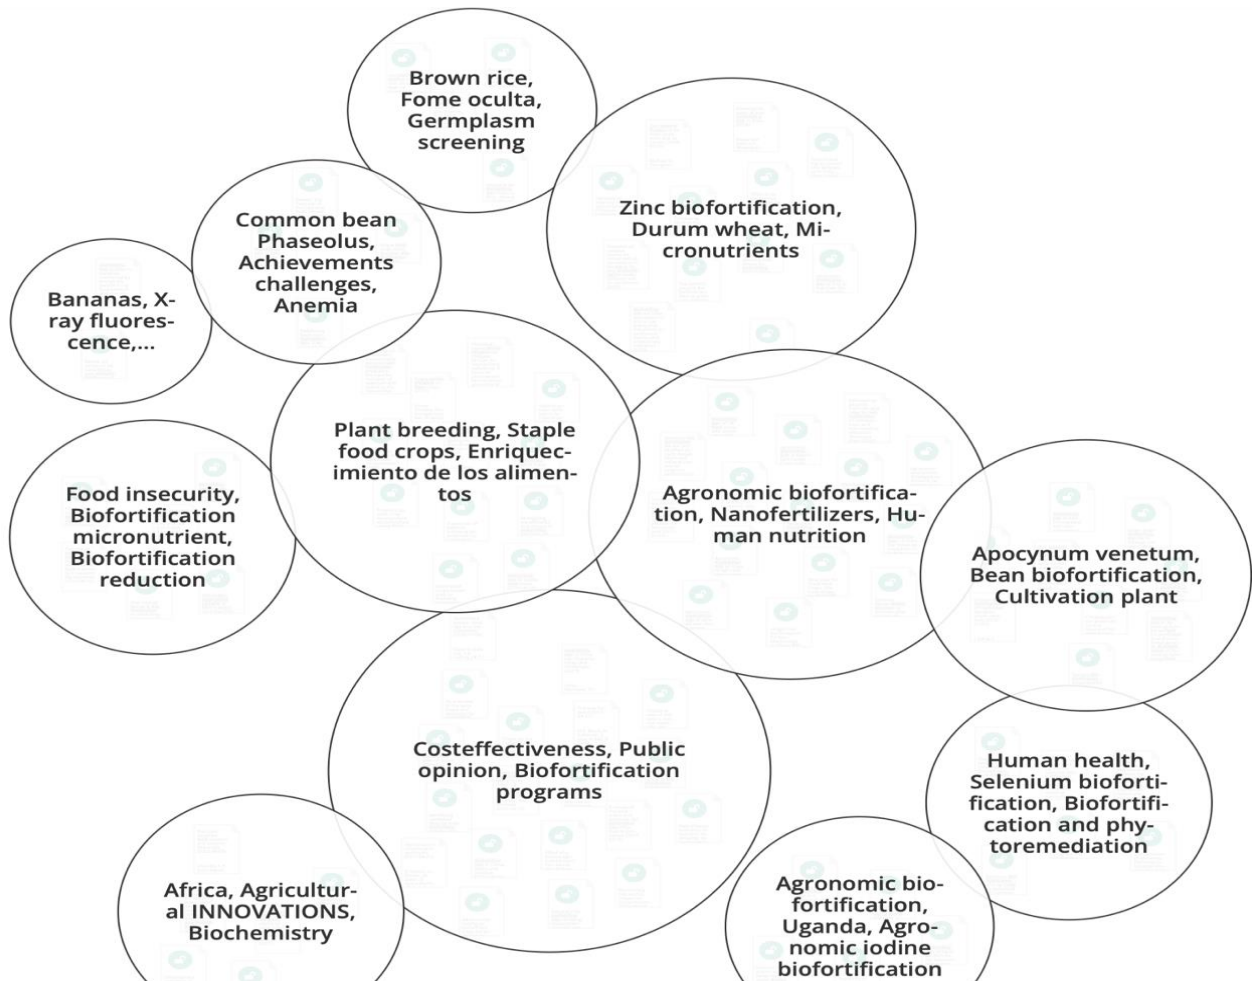 Brown rice,
Fome oculta,
Germplasm
screening
Zinc biofortification,
Durum wheat, Mi-
cronutrients
Common bean
Phaseolus,
Achievements
challenges,
Anemia
Bananas, X-
ray fluores-
cence,...
Plant breeding, Staple
food crops, Enriquec-
imiento de los alimen-
tos
Food insecurity,
Biofortification
micronutrient,
Biofortification
reduction
Agronomic biofortifica-
tion, Nanofertilizers, Hu-
man nutrition
Apocynum venetum,
Bean biofortification,
Cultivation plant
Costeffectiveness, Public
opinion, Biofortification
programs
Human health,
Selenium bioforti-
fication, Biofortifi-
cation and phy-
toremediation
Africa, Agricultur-
al INNOVATIONS,
Biochemistry
Agronomic bio-
fortification,
Uganda, Agro-
nomic iodine
biofortification